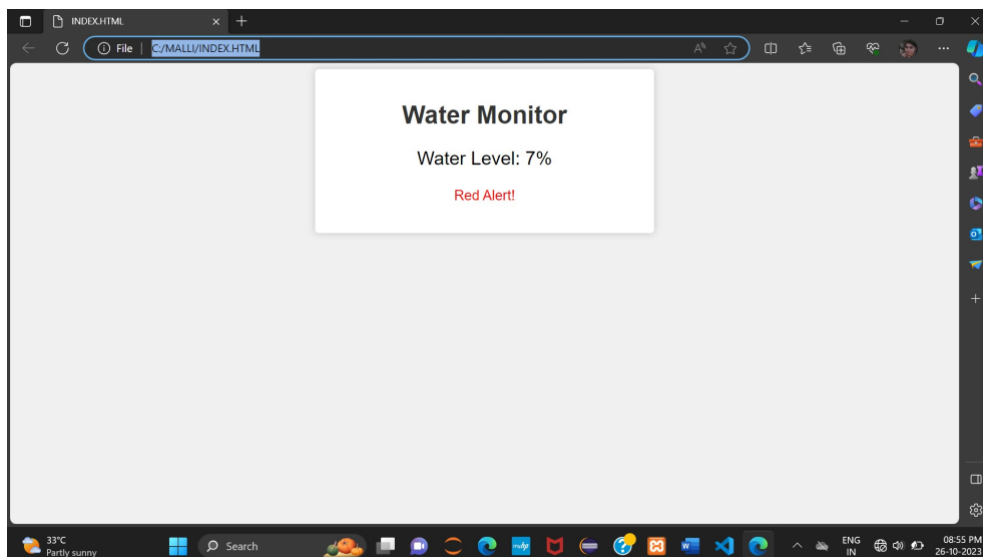 INDEX.HTML
File | C:/MALLI/INDEX.HTML
Water Monitor
Water Level: 7%
Red Alert!
33°C
Partly sunny
Search
ENG
IN
08:55 PM
26-10-2023